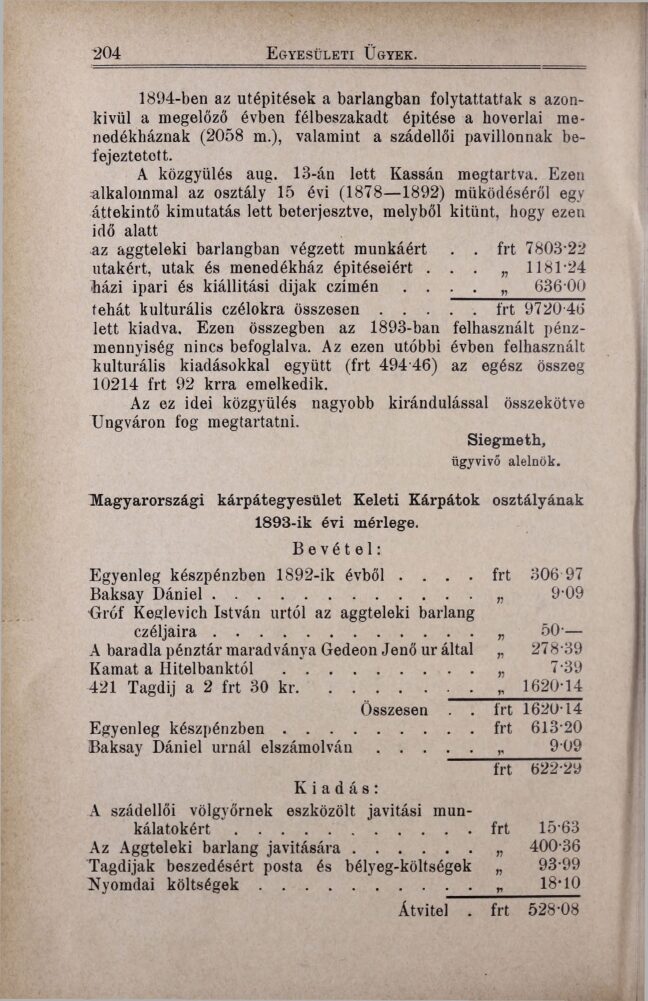 204 EGYESÜLETI ÜGYEK.
1894-ben az utépitések a barlangban folytattattak s azon-
kivül a megelőző évben félbeszakadt épitése a hoverlai me-
nedékháznak (2058 m.), valamint a szádellői pavillonnak be-
fejeztetett.
A közgyülés aug. 13-án lett Kassán megtartva. Ezen
alkalommal az osztály 15 évi (1878—1892) müködéséről egy
áttekintő kimutatás lett beterjesztve, melyből kitünt, hogy ezen
idő alatt
az aggteleki barlangban végzett munkáért . . frt 7803·22
utakért, utak és menedékház épitéseiért . . . „ 1181·24
házi ipari és kiállitási dijak czimén . . . . „ 636·00
tehát kulturális czélokra összesen . . . . . frt 9720·46
lett kiadva. Ezen összegben az 1893-ban felhasznált pénz-
mennyiség nincs befoglalva. Az ezen utóbbi évben felhasznált
kulturális kiadásokkal együtt (frt 494·46) az egész összeg
10214 frt 92 krra emelkedik.
Az ez idei közgyülés nagyobb kirándulással összekötve
Ungváron fog megtartatni.
Siegmeth,
ügyvivő alelnök.
Magyarországi kárpátegyesület Keleti Kárpátok osztályának
1893-ik évi mérlege.
Bevétel:
Egyenleg készpénzben 1892-ik évből . . . . frt 306·97
Baksay Dániel . . . . . . . . . . . . „ 9·09
Gróf Keglevich István urtól az aggteleki barlang
czéljaira . . . . . . . . . . . . „ 50·—
A baradla pénztár maradványa Gedeon Jenő ur által „ 278·39
Kamat a Hitelbanktól . . . . . . . . „ 7·39
421 Tagdij a 2 frt 30 kr. . . . . . . . „ 1620·14
Összesen . . frt 1620·14
Egyenleg készpénzben . . . . . . . . . frt 613·20
Baksay Dániel urnál elszámolván . . . . . „ 9·09
frt 622·29
Kiadás:
A szádellői völgyőrnek eszközölt javitási mun-
kálatokért . . . . . . . . . . . frt 15·63
Az Aggteleki barlang javitására . . . . . . „ 400·36
Tagdijak beszedésért posta és bélyeg-költségek „ 93·99
Nyomdai költségek . . . . . . . . . . „ 18·10
Átvitel . frt 528·08